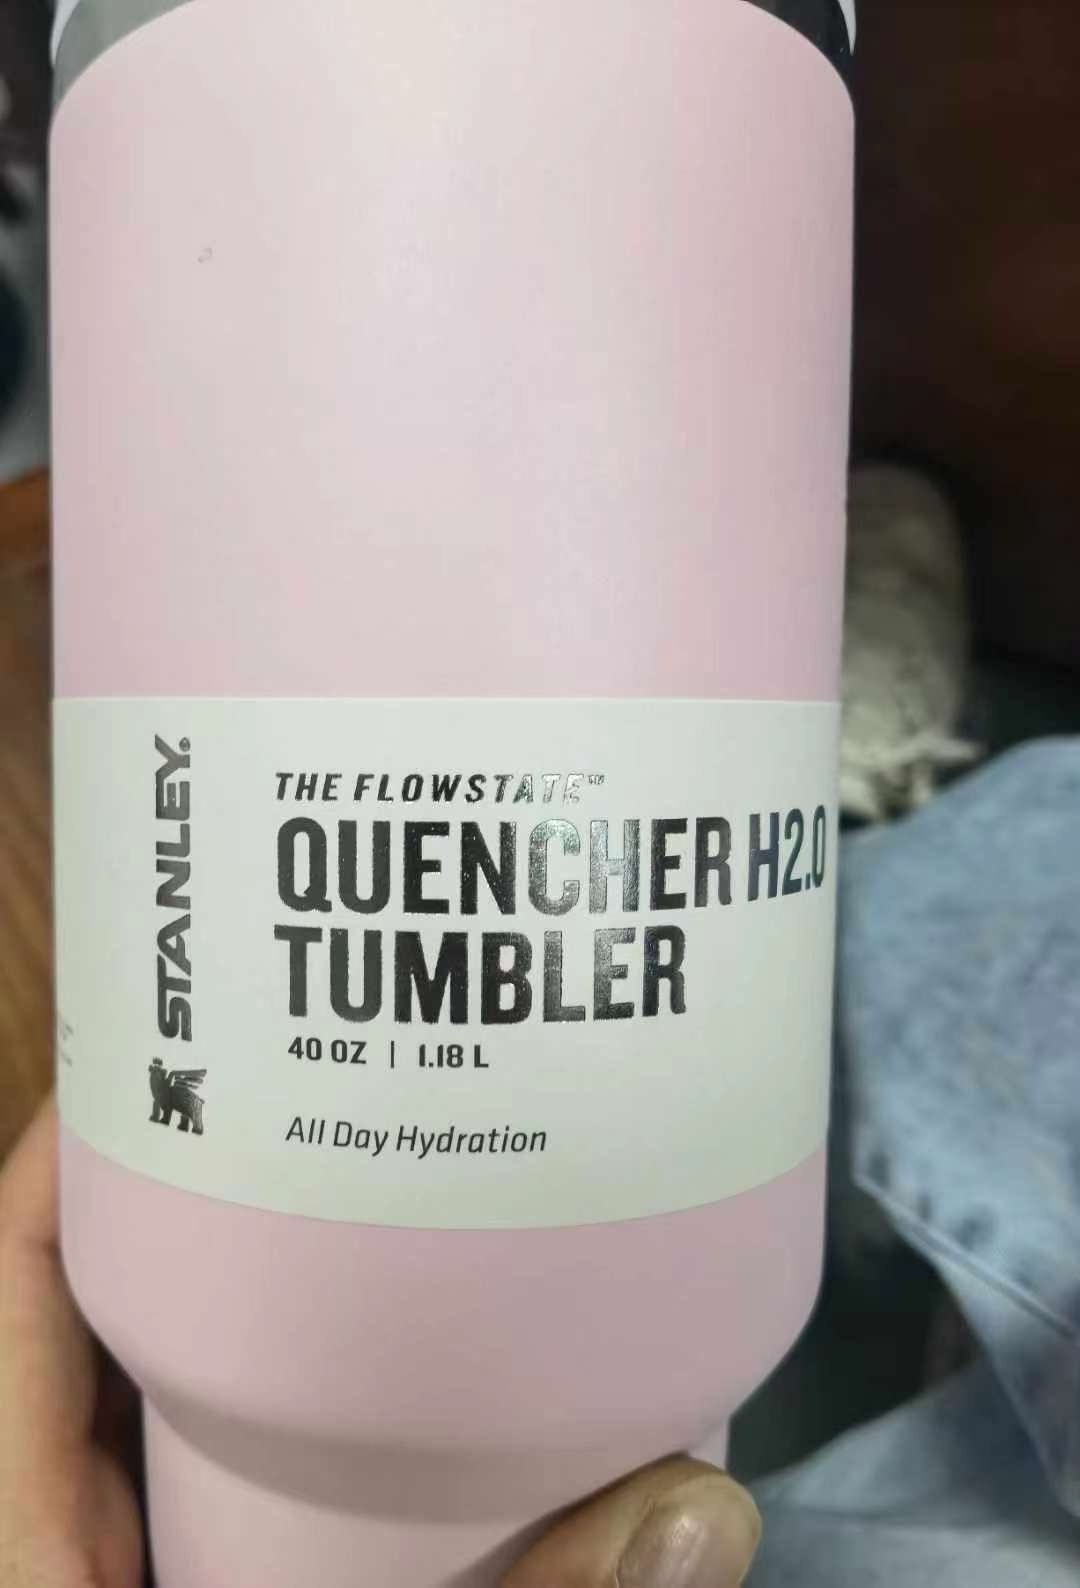 STANLEY.
THE FLOWSTATE™
QUENCHER H2.0
TUMBLER
40 OZ | 1.18 L
All Day Hydration